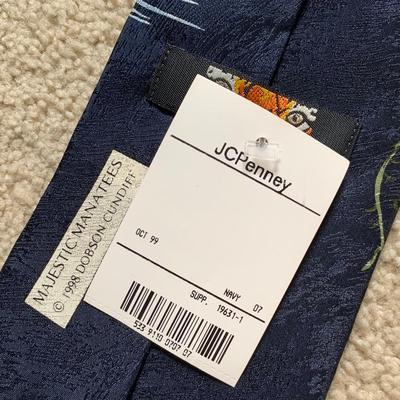 JCPenney
OCT 99
NAVY 07
SUPP. 19631-1
523 9110 0707 07
MAJESTIC MANATEES
© 1998 DOBSON CUNDIFF